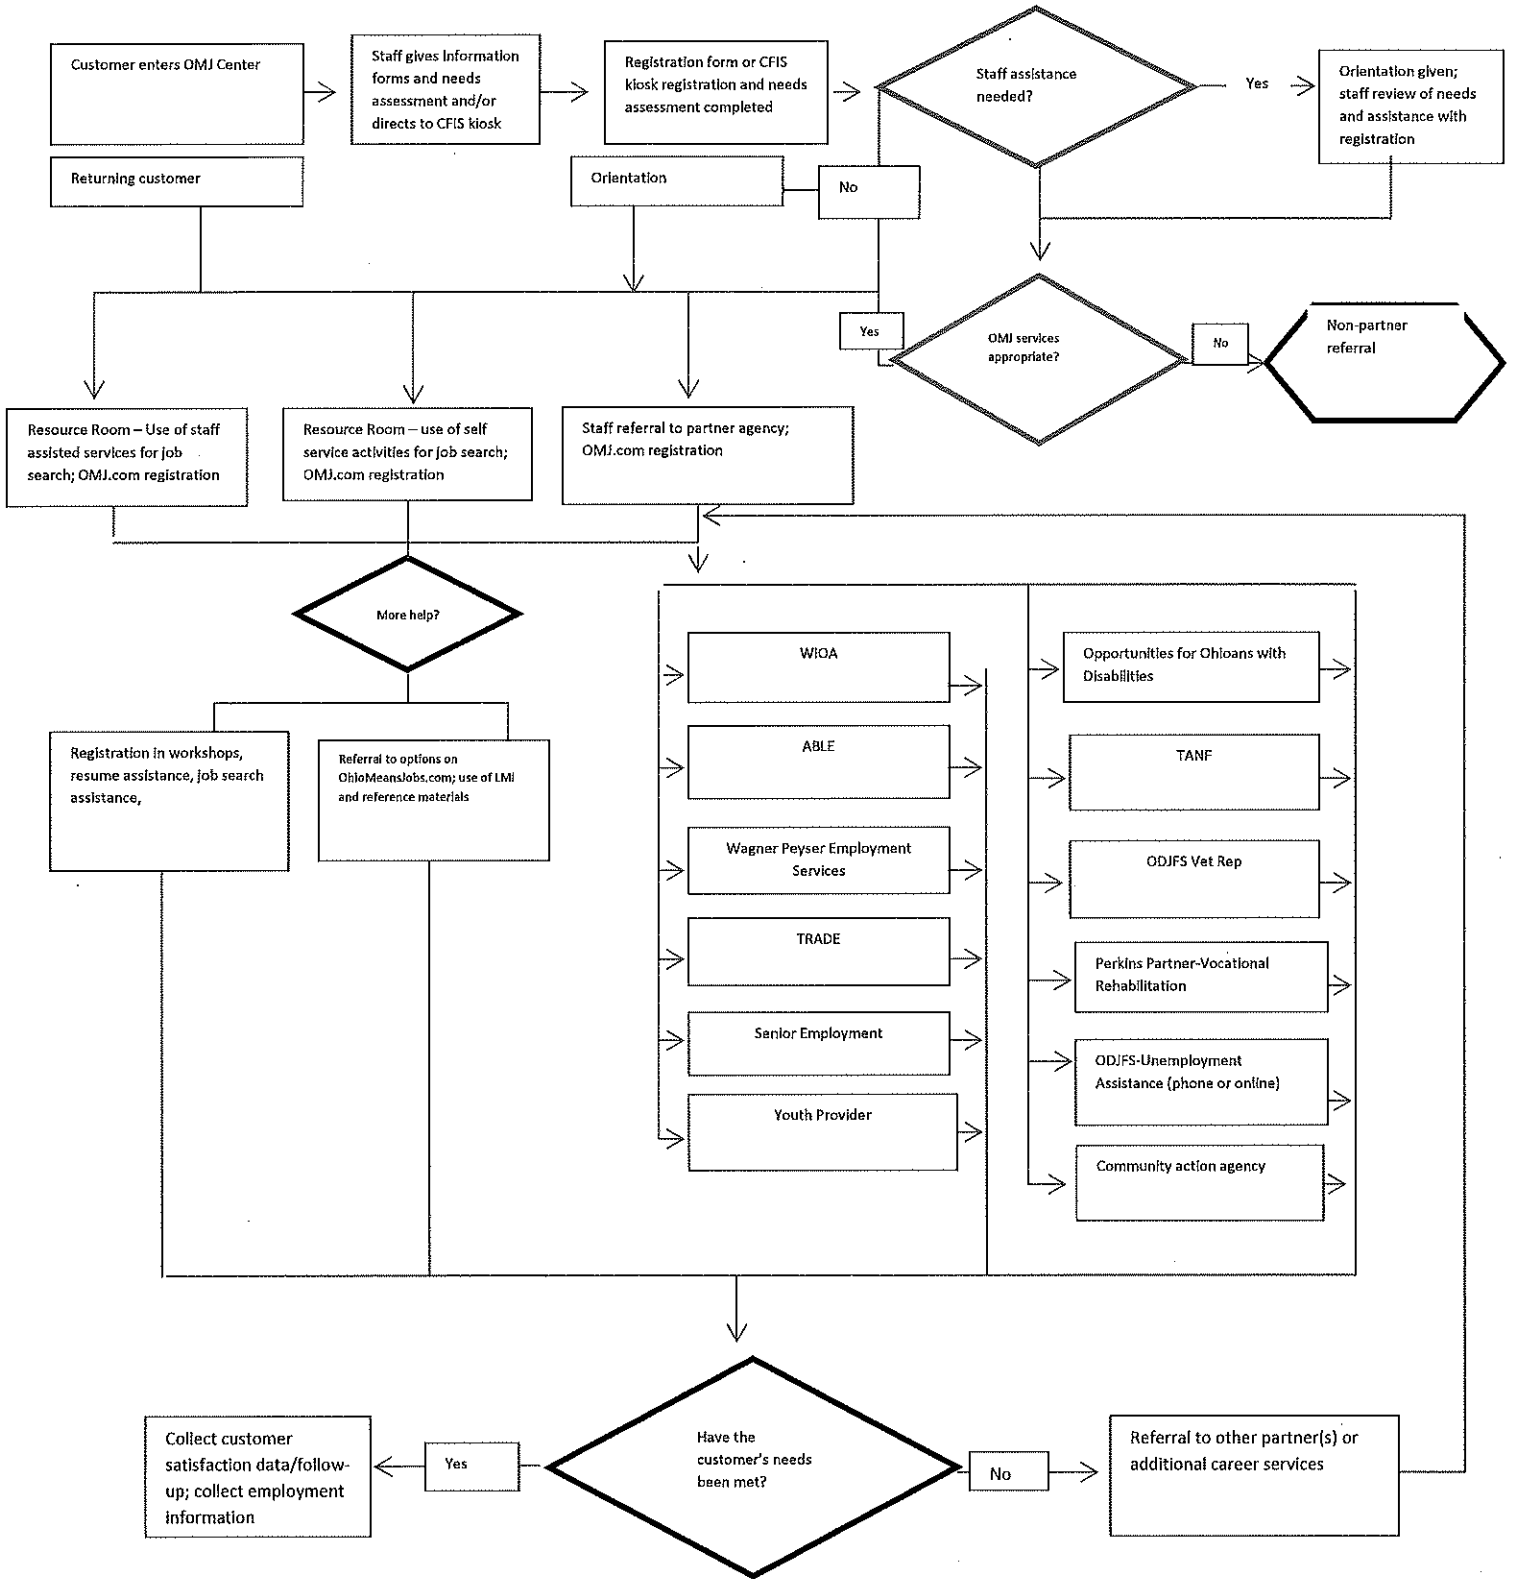 Customer enters OMJ Center
Staff gives Information
forms and needs
assessment and/or
directs to CFIS kiosk
Registration form or CFIS
kiosk registration and needs
assessment completed
Staff assistance
needed?
Yes
Orientation given;
staff review of needs
and assistance with
registration
Returning customer
Orientation
No
Yes
OMJ services
appropriate?
No
Non-partner
referral
Resource Room – Use of staff
assisted services for job
search; OMJ.com registration
Resource Room – use of self
service activities for job search;
OMJ.com registration
Staff referral to partner agency;
OMJ.com registration
More help?
Registration in workshops,
resume assistance, job search
assistance,
Referral to options on
OhioMeansJobs.com; use of LMI
and reference materials
WIOA
ABLE
Wagner Peyser Employment
Services
TRADE
Senior Employment
Youth Provider
Opportunities for Ohioans with
Disabilities
TANF
ODJFS Vet Rep
Perkins Partner-Vocational
Rehabilitation
ODJFS-Unemployment
Assistance (phone or online)
Community action agency
Collect customer
satisfaction data/follow-
up; collect employment
information
Yes
Have the
customer's needs
been met?
No
Referral to other partner(s) or
additional career services